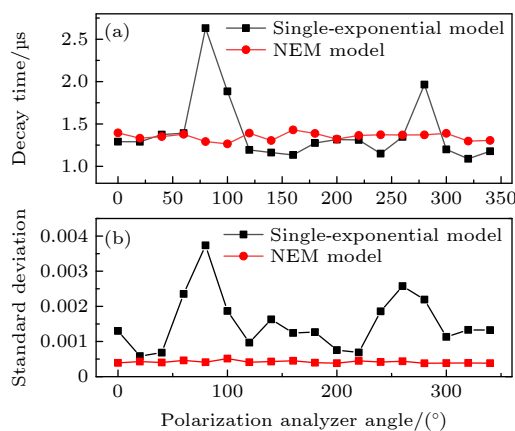 (a)
Single-exponential model
NEM model
Decay time/μs
2.5
2.0
1.5
1.0
0 50 100 150 200 250 300 350
(b)
Single-exponential model
NEM model
Standard deviation
0.004
0.003
0.002
0.001
0
0 100 200 300
Polarization analyzer angle/(°)